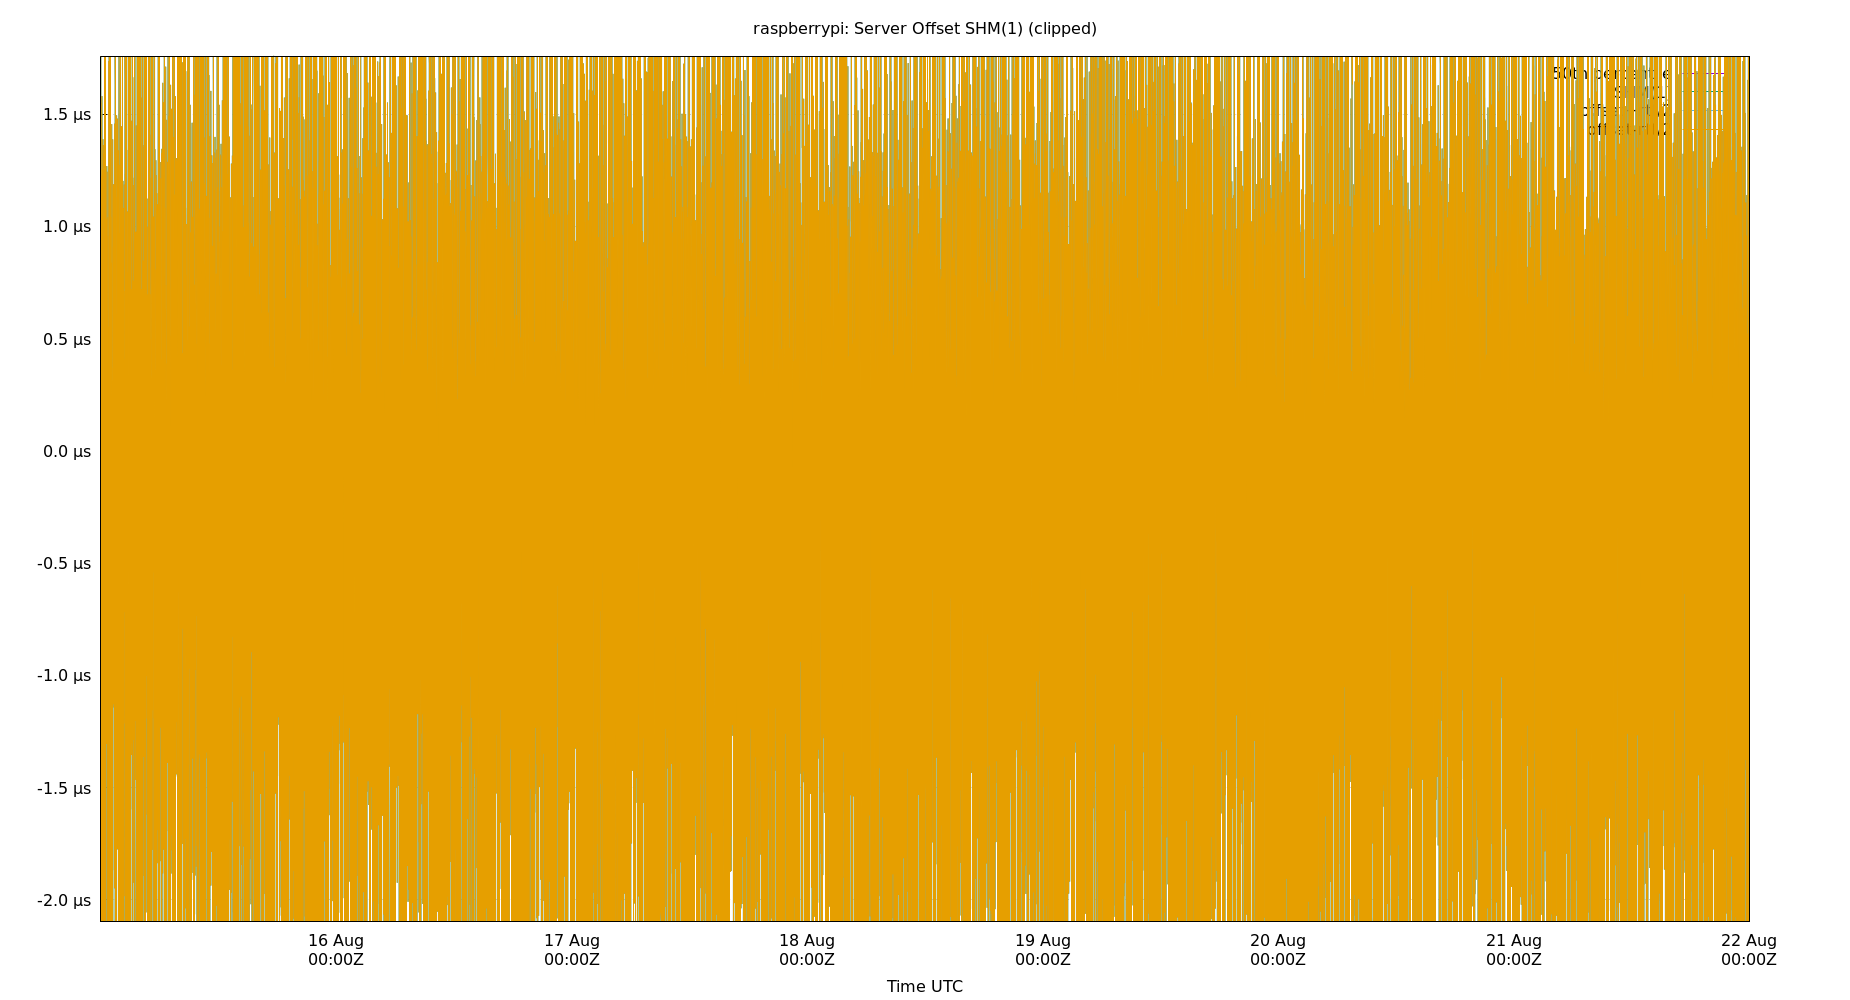 raspberrypi: Server Offset SHM(1) (clipped)
50th percentile
1.5 µs
1.0 µs
0.5 µs
0.0 µs
-0.5 µs
-1.0 µs
-1.5 µs
-2.0 µs
16 Aug 17 Aug 18 Aug 19 Aug 20 Aug 21 Aug 22 Aug
00:00Z 00:00Z 00:00Z 00:00Z 00:00Z 00:00Z 00:00Z
Time UTC